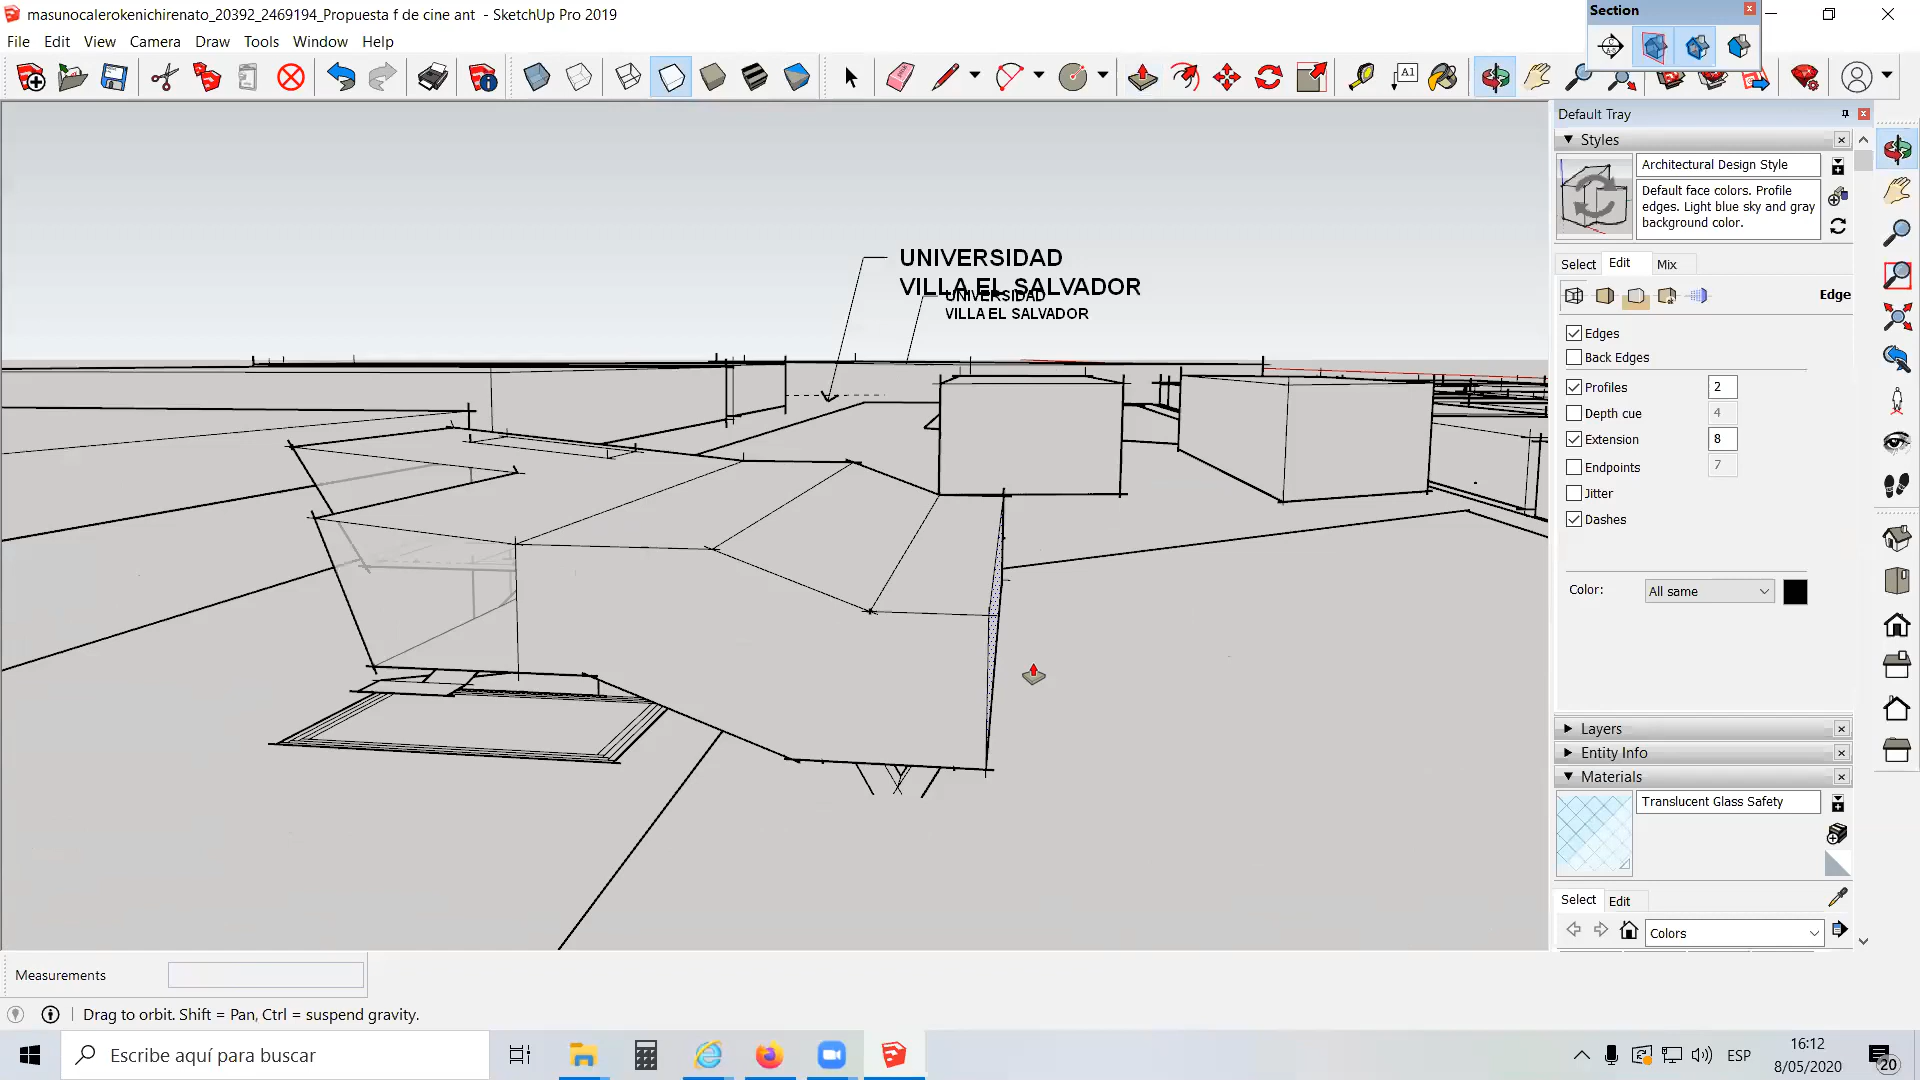 masunocalerokenichirenato_20392_2469194_Propuesta f de cine ant - SketchUp Pro 2019
Section
File Edit View Camera Draw Tools Window Help
A1
Default Tray
Styles
Architectural Design Style
Default face colors. Profile
edges. Light blue sky and gray
background color.
Select Edit Mix
Edge
Edges
Back Edges
Profiles 2
Depth cue 4
Extension 8
Endpoints 7
Jitter
Dashes
Color: All same
Layers
Entity Info
Materials
Translucent Glass Safety
Select Edit
Colors
UNIVERSIDAD
VILLA EL SALVADOR
UNIVERSIDAD
VILLA EL SALVADOR
Measurements
Drag to orbit. Shift = Pan, Ctrl = suspend gravity.
Escribe aquí para buscar
ESP
16:12
8/05/2020
20